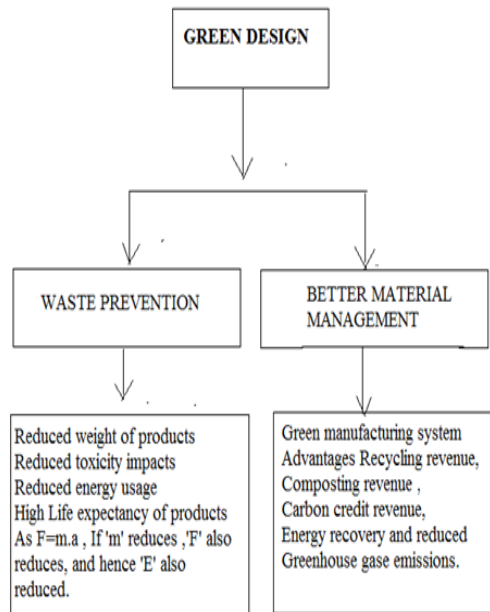 GREEN DESIGN
WASTE PREVENTION
BETTER MATERIAL
MANAGEMENT
Reduced weight of products
Reduced toxicity impacts
Reduced energy usage
High Life expectancy of products
As F=m.a , If 'm' reduces ,'F' also
reduces, and hence 'E' also
reduced.
Green manufacturing system
Advantages Recycling revenue,
Composting revenue ,
Carbon credit revenue,
Energy recovery and reduced
Greenhouse gase emissions.